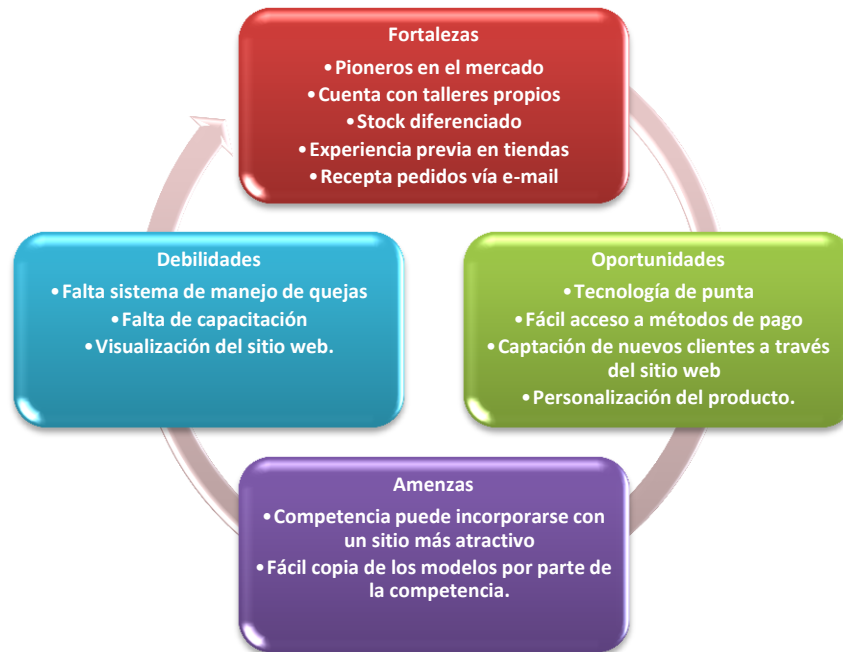 Fortalezas
•Pioneros en el mercado
•Cuenta con talleres propios
•Stock diferenciado
•Experiencia previa en tiendas
•Recepta pedidos vía e-mail
Debilidades
•Falta sistema de manejo de quejas
•Falta de capacitación
•Visualización del sitio web.
Oportunidades
•Tecnología de punta
•Fácil acceso a métodos de pago
•Captación de nuevos clientes a través
del sitio web
•Personalización del producto.
Amenzas
•Competencia puede incorporarse con
un sitio más atractivo
•Fácil copia de los modelos por parte de
la competencia.